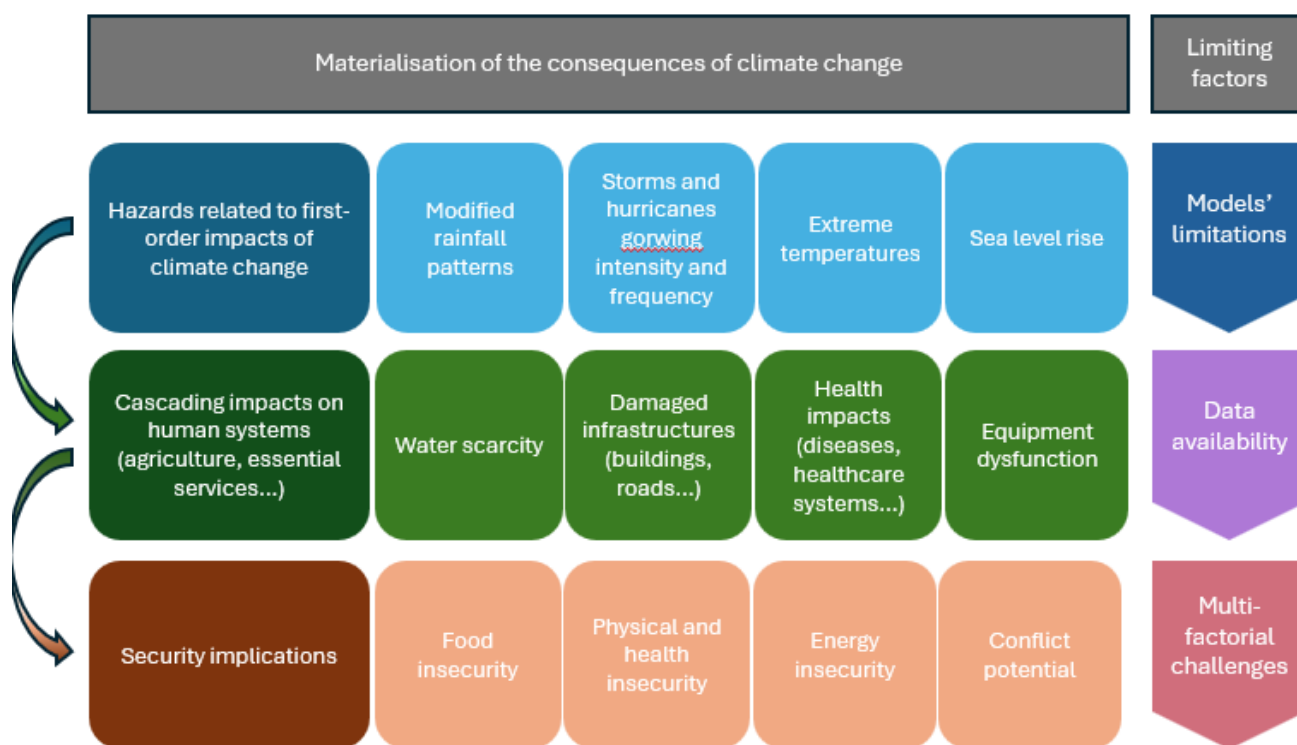 Materialisation of the consequences of climate change
Limiting
factors
Hazards related to first-
order impacts of
climate change
Modified
rainfall
patterns
Storms and
hurricanes
gorwing
intensity and
frequency
Extreme
temperatures
Sea level rise
Models'
limitations
Cascading impacts on
human systems
(agriculture, essential
services...)
Water scarcity
Damaged
infrastructures
(buildings,
roads...)
Health
impacts
(diseases,
healthcare
systems...)
Equipment
dysfunction
Data
availability
Security implications
Food
insecurity
Physical and
health
insecurity
Energy
insecurity
Conflict
potential
Multi-
factorial
challenges